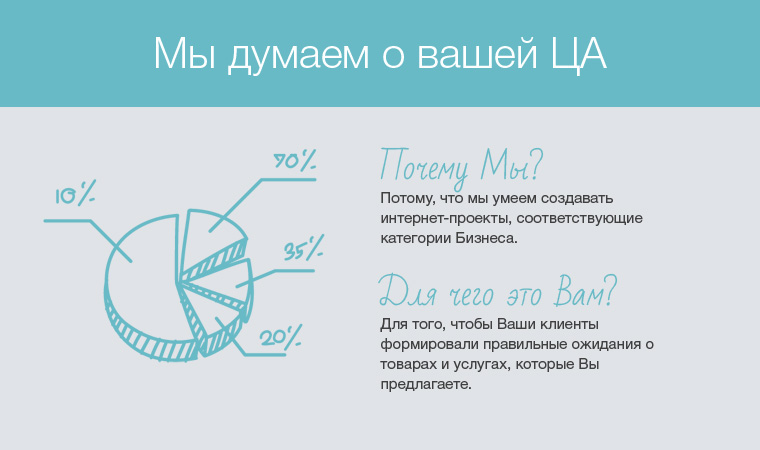 Мы думаем о вашей ЦА
10%
70%
35%
20%
Почему Мы?
Потому, что мы умеем создавать
интернет-проекты, соответствующие
категории Бизнеса.
Для чего это Вам?
Для того, чтобы Ваши клиенты
формировали правильные ожидания о
товарах и услугах, которые Вы
предлагаете.